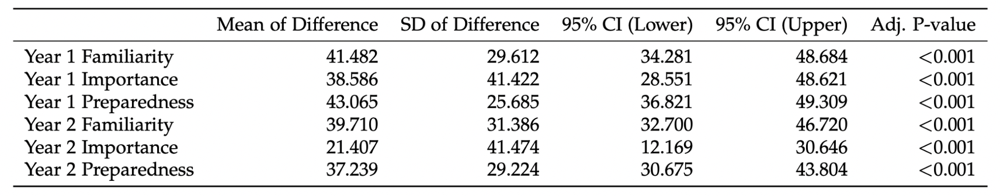 Mean of Difference SD of Difference 95% CI (Lower) 95% CI (Upper) Adj. P-value
Year 1 Familiarity 41.482 29.612 34.281 48.684 <0.001
Year 1 Importance 38.586 41.422 28.551 48.621 <0.001
Year 1 Preparedness 43.065 25.685 36.821 49.309 <0.001
Year 2 Familiarity 39.710 31.386 32.700 46.720 <0.001
Year 2 Importance 21.407 41.474 12.169 30.646 <0.001
Year 2 Preparedness 37.239 29.224 30.675 43.804 <0.001